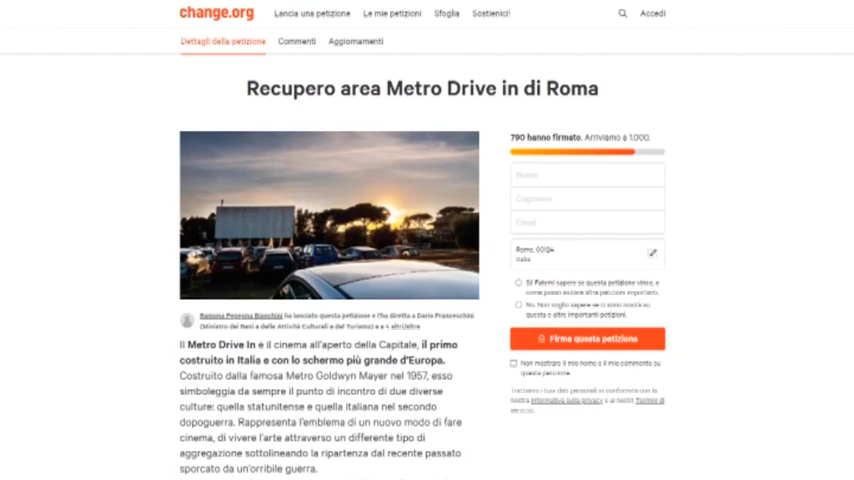 change.org Lancia una petizione Le mie petizioni Sfoglia Sostienici! Accedi
Dettagli della petizione Commenti Aggiornamenti
Recupero area Metro Drive in di Roma
790 hanno firmato. Arriviamo a 1.000.
Nome
Cognome
Email
Roma, 00124
Italia
Sì! Fatemi sapere se questa petizione vince, e
come posso aiutare altre petizioni importanti.
No. Non voglio sapere se ci sono novità su
questa e altre importanti petizioni.
Firma questa petizione
Non mostrare il mio nome e il mio commento su
questa petizione.
Trattiamo i tuoi dati personali in conformità con la
nostra Informativa sulla privacy e ai nostri Termini di
servizio.
ha lanciato questa petizione e l'ha diretta a Dario Franceschini
(Ministro dei Beni e delle Attività Culturali e del Turismo) e a 4 altri/altre
Il Metro Drive In è il cinema all'aperto della Capitale, il primo
costruito in Italia e con lo schermo più grande d'Europa.
Costruito dalla famosa Metro Goldwyn Mayer nel 1957, esso
simboleggia da sempre il punto di incontro di due diverse
culture: quella statunitense e quella italiana nel secondo
dopoguerra. Rappresenta l'emblema di un nuovo modo di fare
cinema, di vivere l'arte attraverso un differente tipo di
aggregazione sottolineando la ripartenza dal recente passato
sporcato da un'orribile guerra.